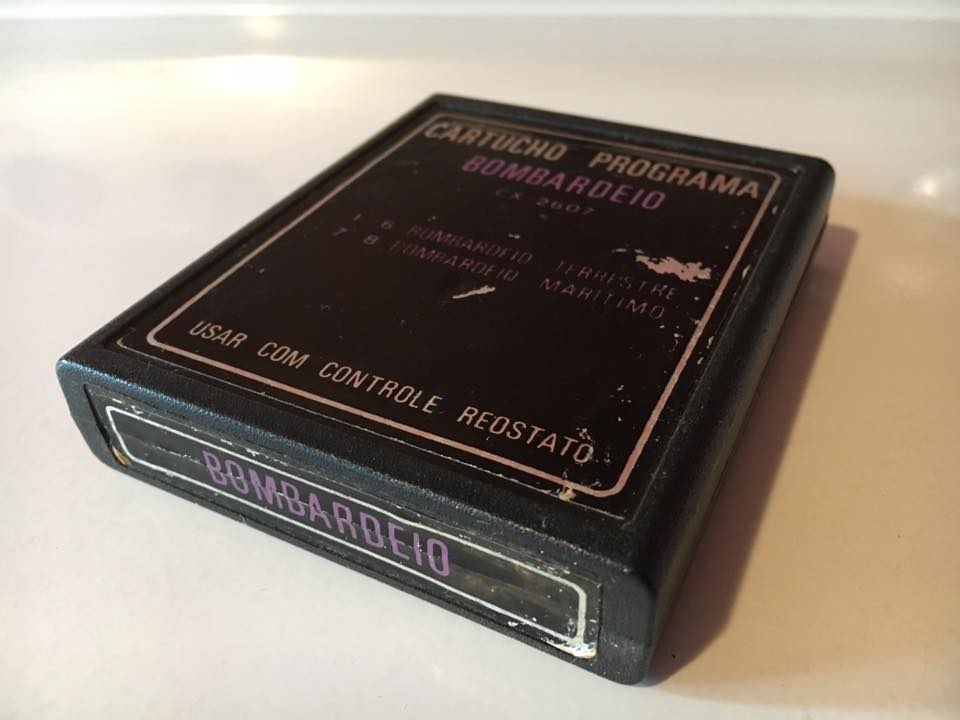 CARTUCHO PROGRAMA
BOMBARDEIO
CX 2607
1 6 BOMBARDEIO TERRESTRE
7 8 BOMBARDEIO MARITIMO
USAR COM CONTROLE REOSTATO
BOMBARDEIO